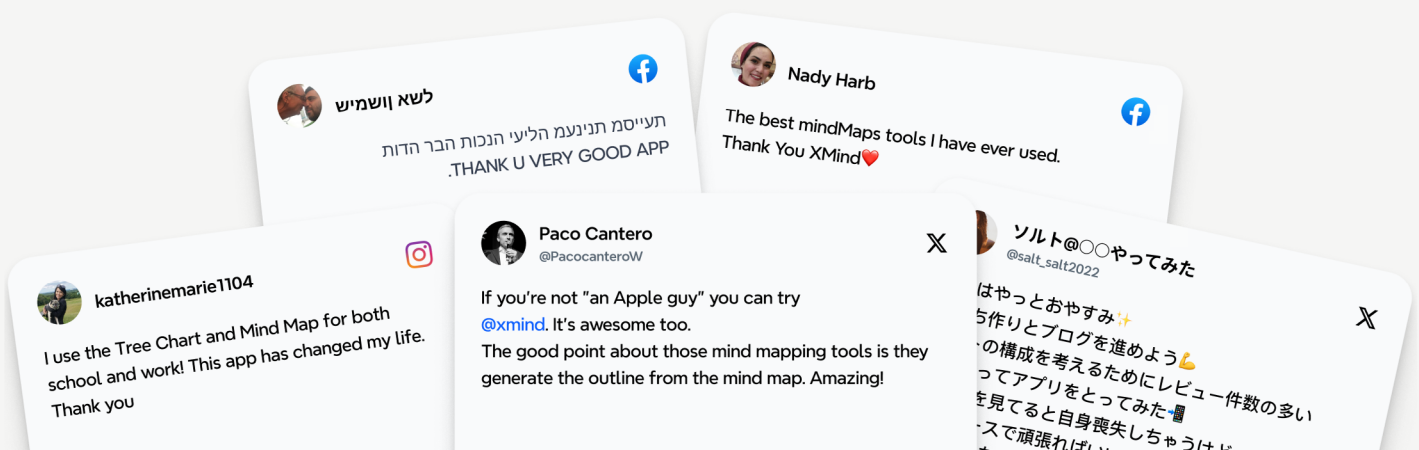 לשא ןושמיש
תעייסמ תנינעמ הליעי הנכות הבר הדות
THANK U VERY GOOD APP.
Nady Harb
The best mindMaps tools I have ever used.
Thank You XMind❤️
katherinemarie1104
I use the Tree Chart and Mind Map for both
school and work! This app has changed my life.
Thank you
Paco Cantero
@PacocanteroW
If you're not "an Apple guy" you can try
@xmind. It's awesome too.
The good point about those mind mapping tools is they
generate the outline from the mind map. Amazing!
ソルト@○○やってみた
@salt_salt2022
はやっとおやすみ✨
ち作りとブログを進めよう💪
の構成を考えるためにレビュー件数の多い
ってアプリをとってみた📲
を見てると自身喪失しちゃうけど
スで頑張ればい